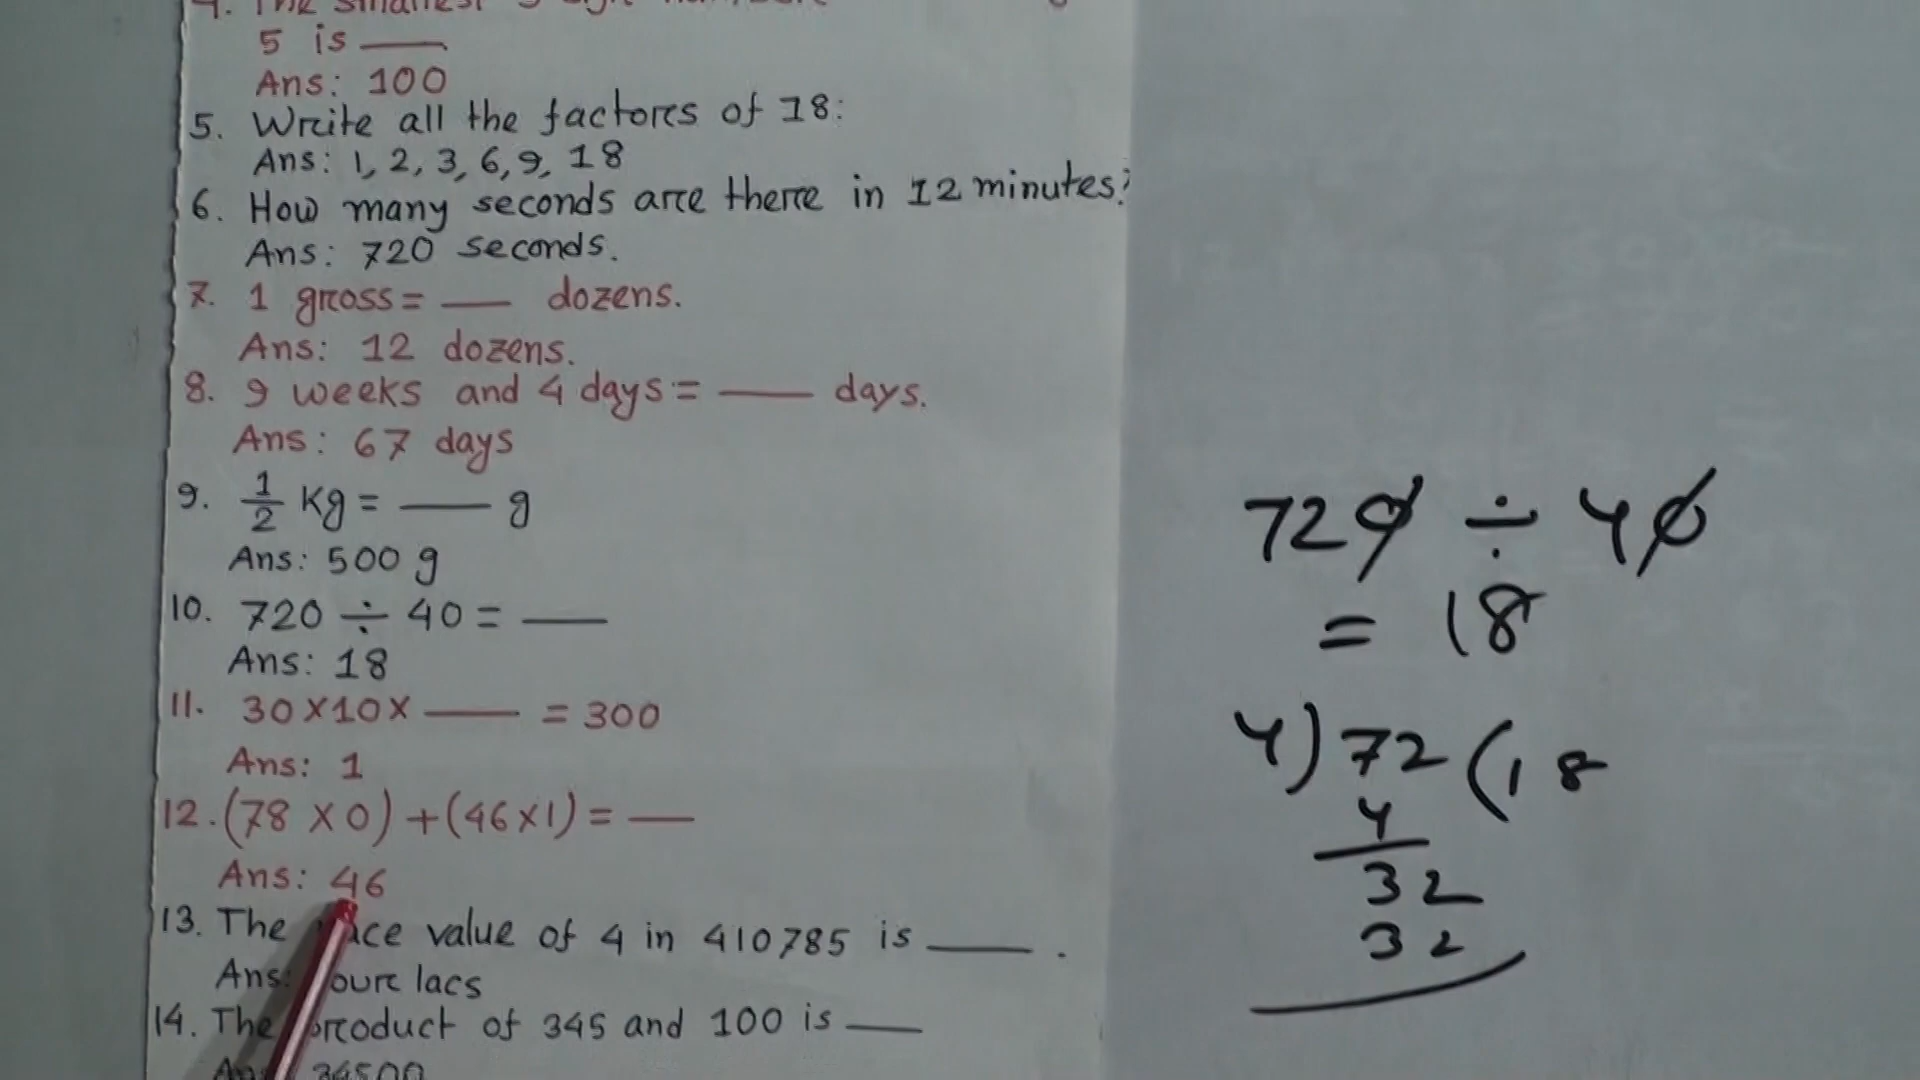 4. The smallest
5 is ___
Ans: 100
5. Write all the factors of 18:
Ans: 1, 2, 3, 6, 9, 18
6. How many seconds are there in 12 minutes?
Ans: 720 seconds.
7. 1 gross = ___ dozens.
Ans: 12 dozens.
8. 9 weeks and 4 days = ___ days.
Ans: 67 days
9. 1/2 kg = ___ g
Ans: 500 g
10. 720 ÷ 40 = ___
Ans: 18
11. 30×10× ___ = 300
Ans: 1
12. (78 × 0) + (46×1) = ___
Ans: 46
13. The value of 4 in 410785 is ___ .
Ans: lacs
14. The product of 345 and 100 is ___
34500
720 ÷ 40
= 18
4) 72 (18
4
32
32